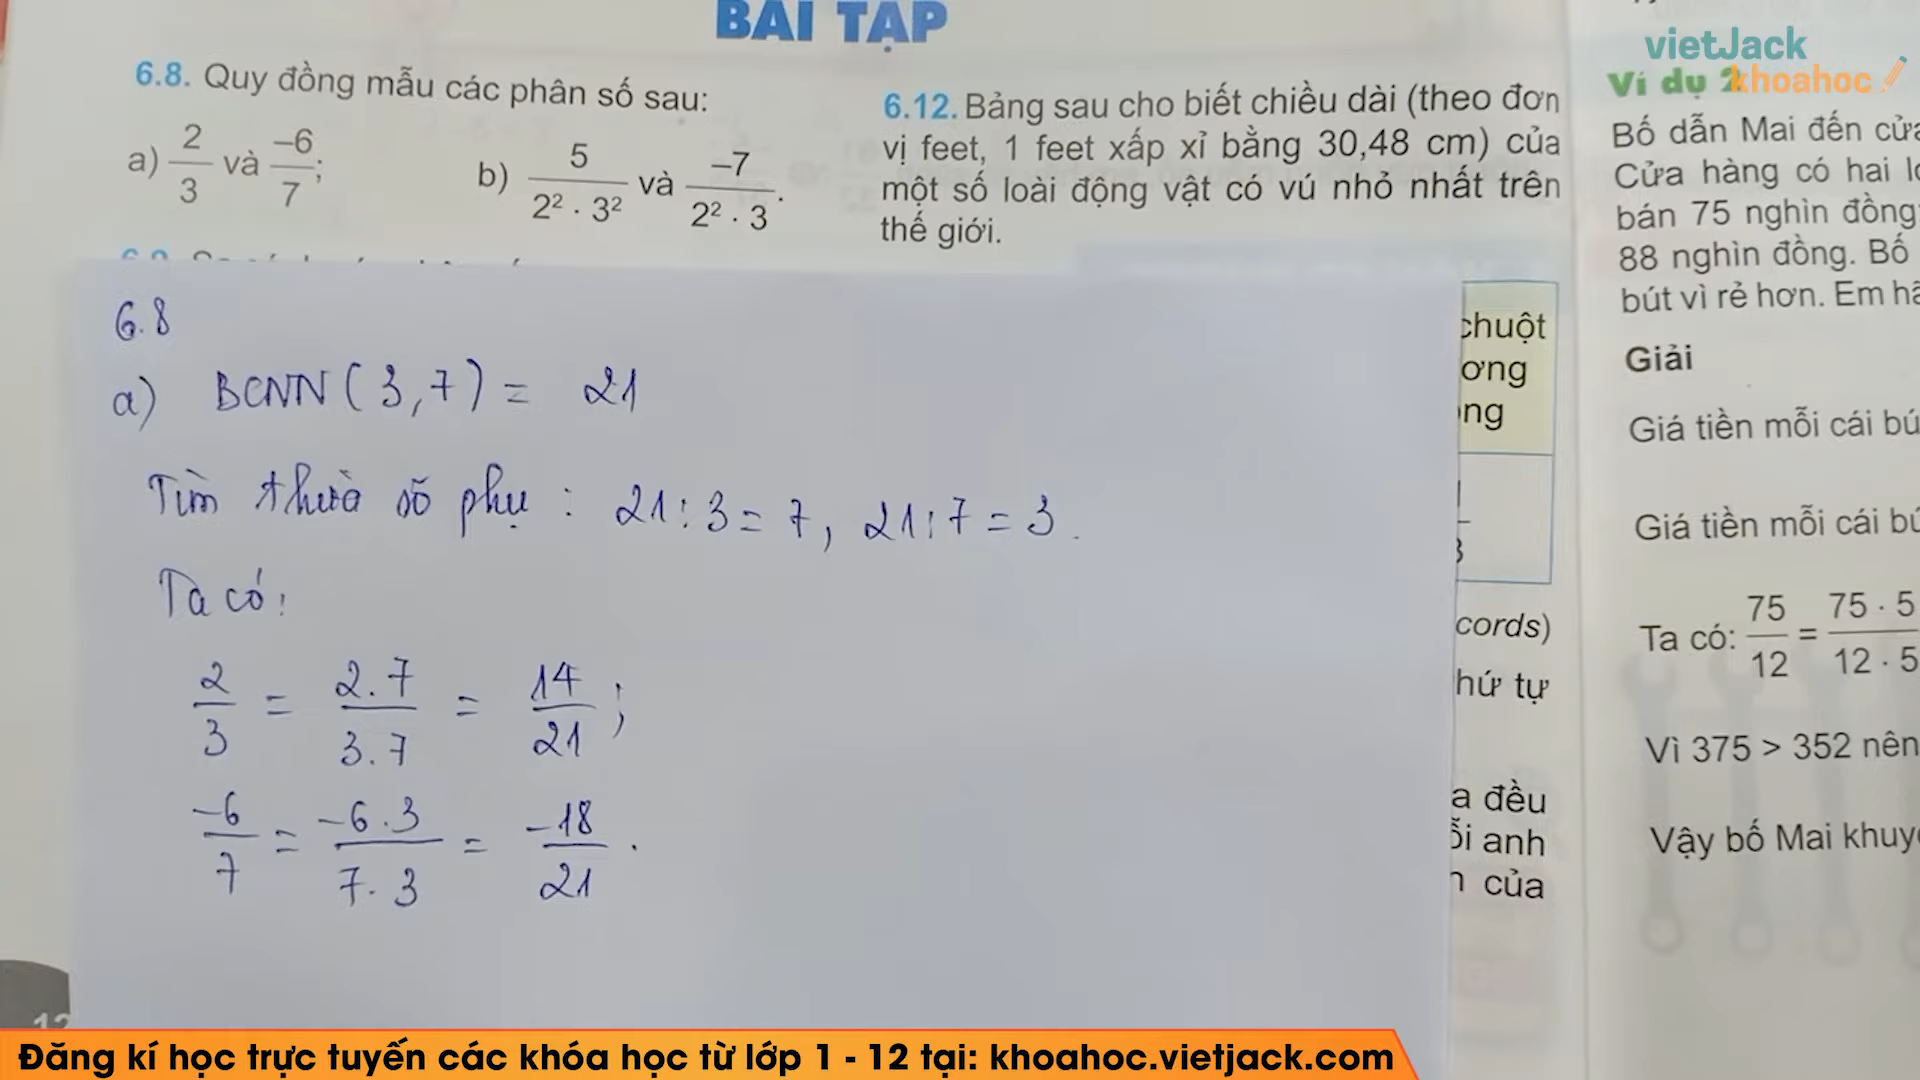 BÀI TẬP
6.8. Quy đồng mẫu các phân số sau:
a) 2/3 và –6/7;
b) 5/(2² · 3²) và –7/(2² · 3).
6.12. Bảng sau cho biết chiều dài (theo đơn
vị feet, 1 feet xấp xỉ bằng 30,48 cm) của
một số loài động vật có vú nhỏ nhất trên
thế giới.
chuột
ơng
ng
cords)
hứ tự
a đều
ỗi anh
n của
6.8
a) BCNN (3,7) = 21
Tìm thừa số phụ : 21 : 3 = 7, 21 : 7 = 3.
Ta có:
2/3 = 2.7/3.7 = 14/21 ;
-6/7 = -6.3/7.3 = -18/21 .
vietJack
khoahoc
Ví dụ 2
Bố dẫn Mai đến cửa
Cửa hàng có hai lo
bán 75 nghìn đồng
88 nghìn đồng. Bố
bút vì rẻ hơn. Em hã
Giải
Giá tiền mỗi cái bú
Giá tiền mỗi cái bú
Ta có: 75/12 = 75 · 5/12 · 5
Vì 375 > 352 nên
Vậy bố Mai khuy
12
Đăng kí học trực tuyến các khóa học từ lớp 1 - 12 tại: khoahoc.vietjack.com